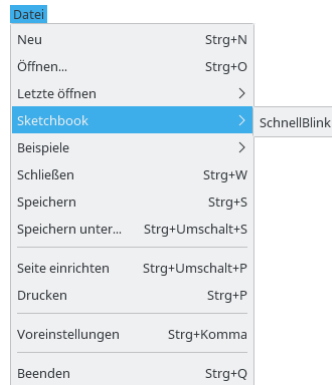 Datei
Neu Strg+N
Öffnen... Strg+O
Letzte öffnen
Sketchbook SchnellBlink
Beispiele
Schließen Strg+W
Speichern Strg+S
Speichern unter... Strg+Umschalt+S
Seite einrichten Strg+Umschalt+P
Drucken Strg+P
Voreinstellungen Strg+Komma
Beenden Strg+Q